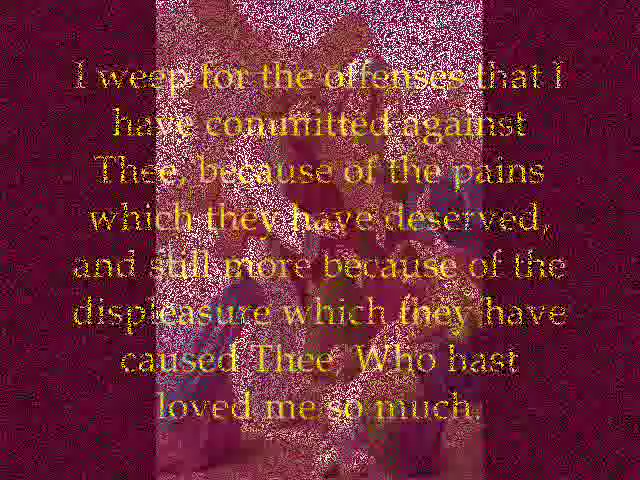 I weep for the offenses that I
have committed against
Thee, because of the pains
which they have deserved,
and still more because of the
displeasure which they have
caused Thee, Who hast
loved me so much.